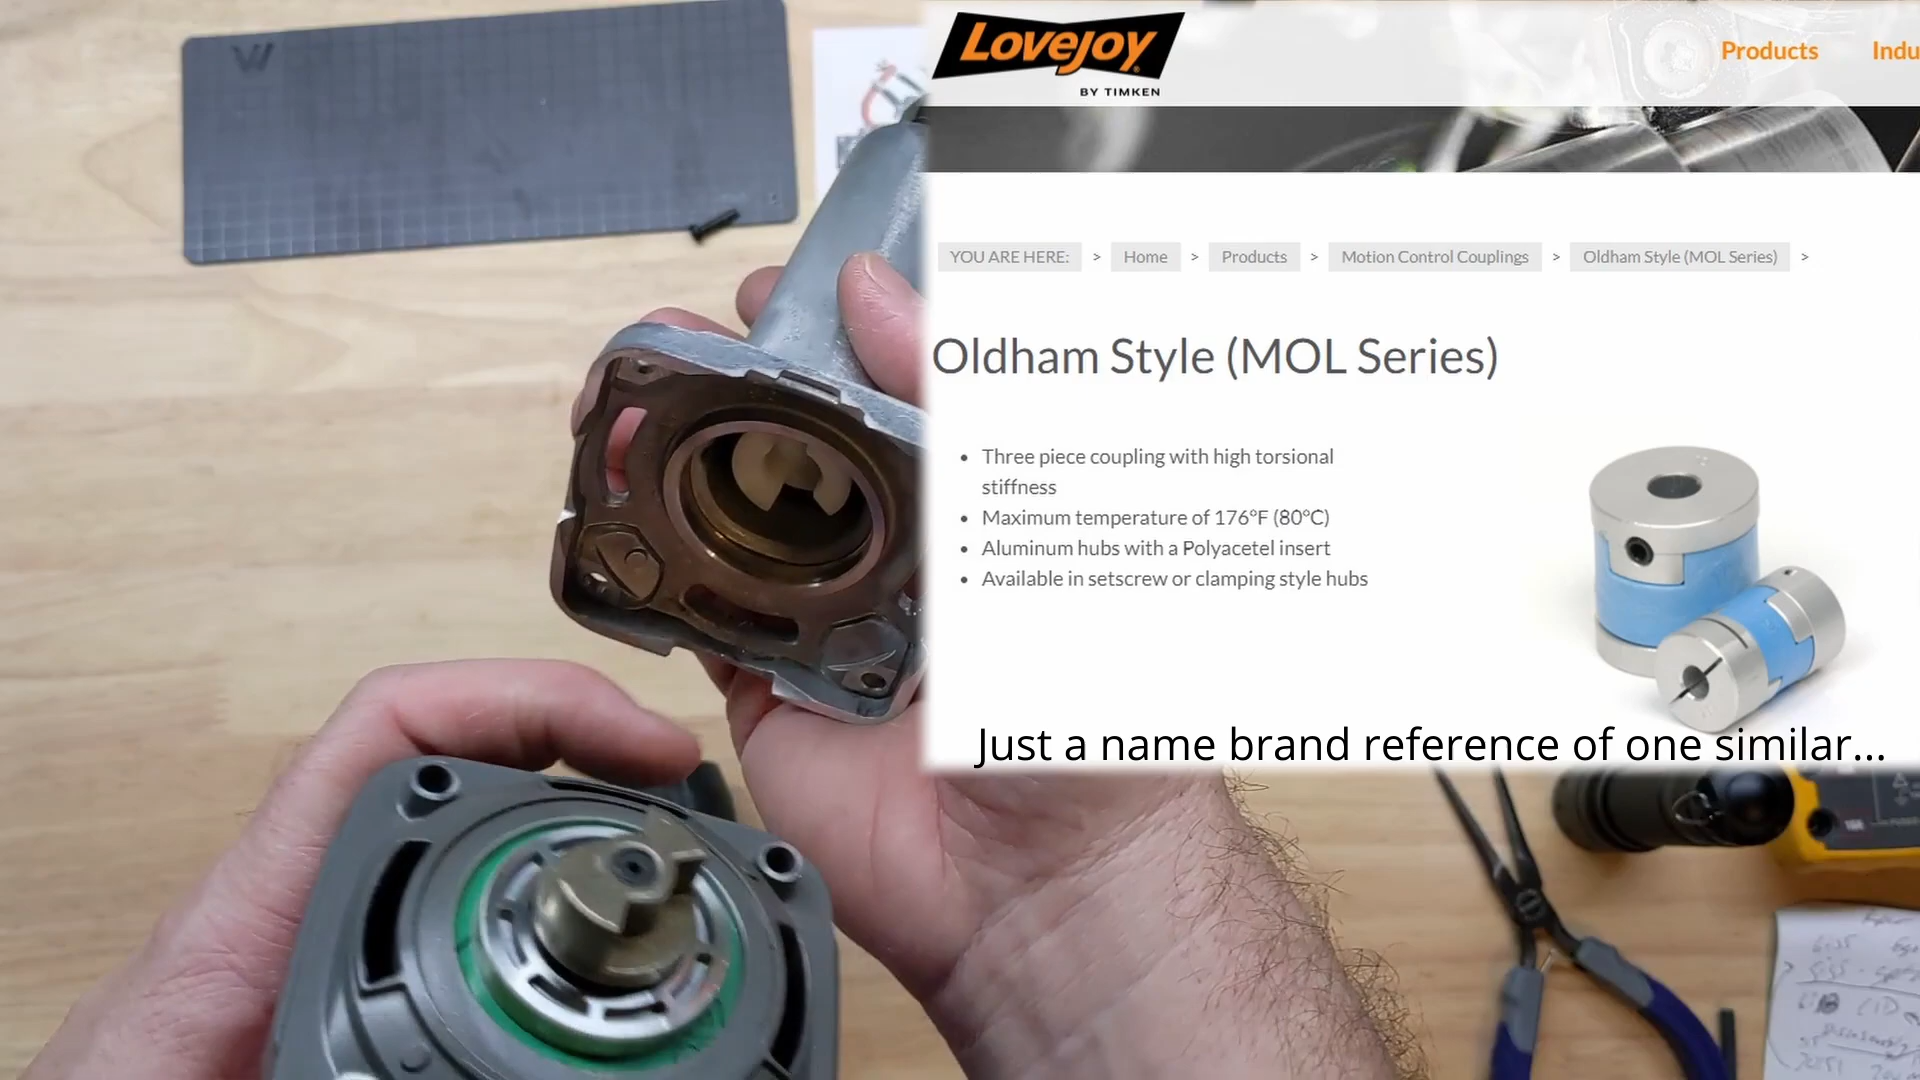 W
Lovejoy
BY TIMKEN
Products
Indu
YOU ARE HERE: > Home > Products > Motion Control Couplings > Oldham Style (MOL Series) >
Oldham Style (MOL Series)
• Three piece coupling with high torsional
stiffness
• Maximum temperature of 176°F (80°C)
• Aluminum hubs with a Polyacetel insert
• Available in setscrew or clamping style hubs
Just a name brand reference of one similar...